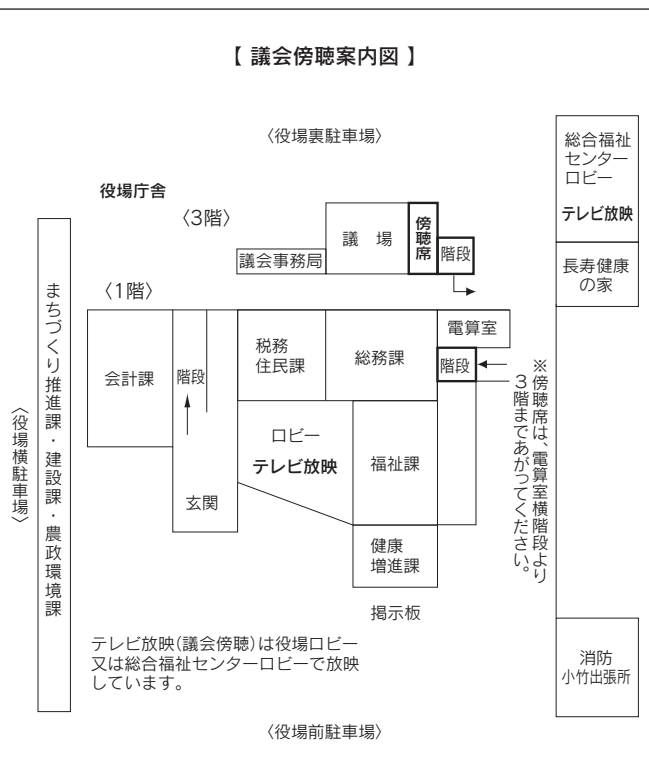 【 議会傍聴案内図 】
〈役場裏駐車場〉
総合福祉
センター
ロビー
テレビ放映
長寿健康
の家
役場庁舎
〈3階〉
議　場
傍聴席
階段
議会事務局
〈1階〉
まちづくり推進課・建設課・農政環境課
〈役場横駐車場〉
会計課
階段
玄関
税務
住民課
総務課
電算室
階段
ロビー
テレビ放映
福祉課
健康
増進課
掲示板
※傍聴席は、電算室横階段より
3階まであがってください。
テレビ放映(議会傍聴)は役場ロビー
又は総合福祉センターロビーで放映
しています。
消防
小竹出張所
〈役場前駐車場〉